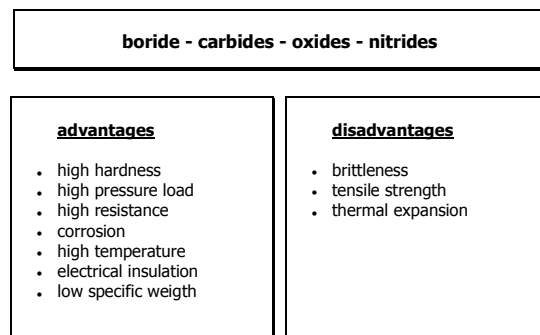 boride - carbides - oxides - nitrides
advantages
• high hardness
• high pressure load
• high resistance
• corrosion
• high temperature
• electrical insulation
• low specific weigth
disadvantages
• brittleness
• tensile strength
• thermal expansion